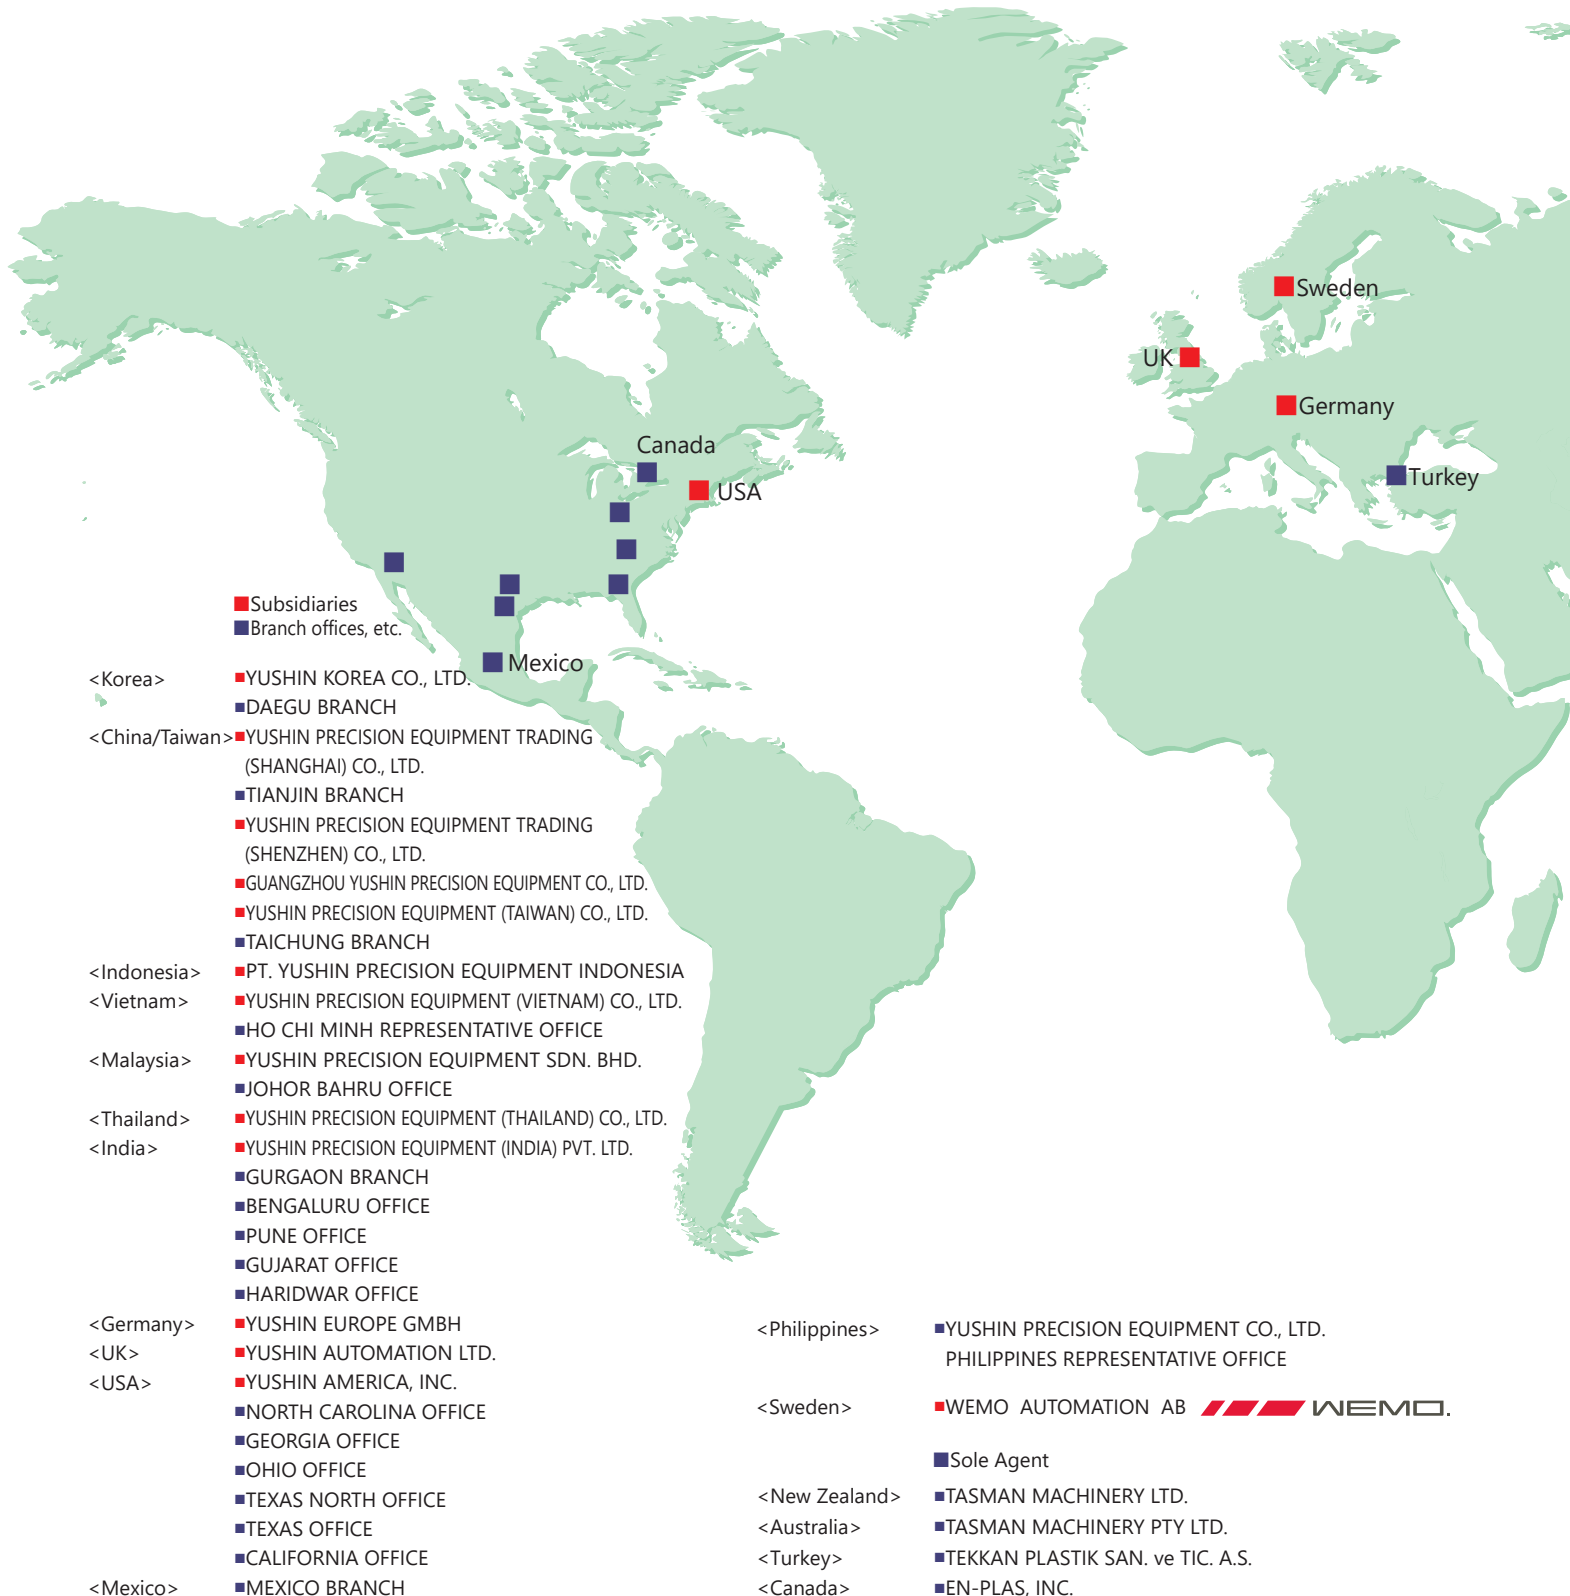 Sweden
UK
Germany
Canada
Turkey
USA
Subsidiaries
Branch offices, etc.
Mexico
<Korea> YUSHIN KOREA CO., LTD.
DAEGU BRANCH
<China/Taiwan> YUSHIN PRECISION EQUIPMENT TRADING
(SHANGHAI) CO., LTD.
TIANJIN BRANCH
YUSHIN PRECISION EQUIPMENT TRADING
(SHENZHEN) CO., LTD.
GUANGZHOU YUSHIN PRECISION EQUIPMENT CO., LTD.
YUSHIN PRECISION EQUIPMENT (TAIWAN) CO., LTD.
TAICHUNG BRANCH
<Indonesia> PT. YUSHIN PRECISION EQUIPMENT INDONESIA
<Vietnam> YUSHIN PRECISION EQUIPMENT (VIETNAM) CO., LTD.
HO CHI MINH REPRESENTATIVE OFFICE
<Malaysia> YUSHIN PRECISION EQUIPMENT SDN. BHD.
JOHOR BAHRU OFFICE
<Thailand> YUSHIN PRECISION EQUIPMENT (THAILAND) CO., LTD.
<India> YUSHIN PRECISION EQUIPMENT (INDIA) PVT. LTD.
GURGAON BRANCH
BENGALURU OFFICE
PUNE OFFICE
GUJARAT OFFICE
HARIDWAR OFFICE
<Germany> YUSHIN EUROPE GMBH
<UK> YUSHIN AUTOMATION LTD.
<USA> YUSHIN AMERICA, INC.
NORTH CAROLINA OFFICE
GEORGIA OFFICE
OHIO OFFICE
TEXAS NORTH OFFICE
TEXAS OFFICE
CALIFORNIA OFFICE
<Mexico> MEXICO BRANCH
<Philippines> YUSHIN PRECISION EQUIPMENT CO., LTD.
PHILIPPINES REPRESENTATIVE OFFICE
<Sweden> WEMO AUTOMATION AB WEMO.
Sole Agent
<New Zealand> TASMAN MACHINERY LTD.
<Australia> TASMAN MACHINERY PTY LTD.
<Turkey> TEKKAN PLASTIK SAN. ve TIC. A.S.
<Canada> EN-PLAS, INC.